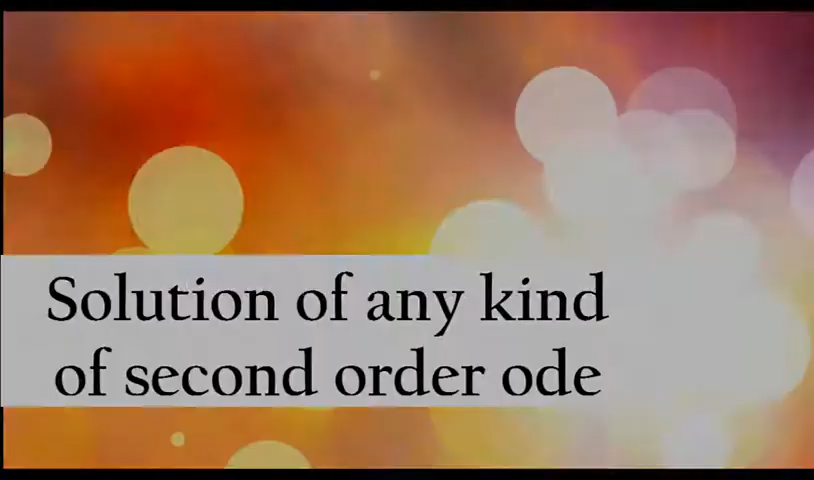 Solution of any kind
of second order ode